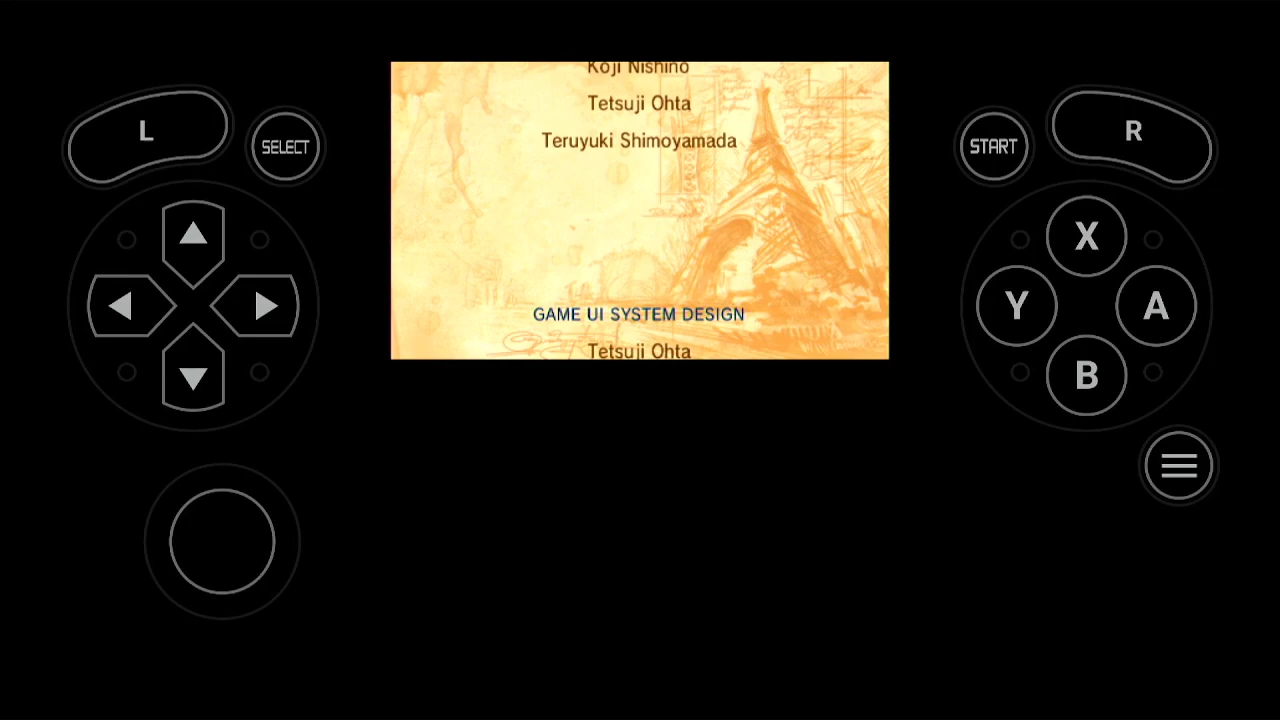 Koji Nishino
Tetsuji Ohta
Teruyuki Shimoyamada
GAME UI SYSTEM DESIGN
Tetsuji Ohta
L
SELECT
START
R
X
Y
A
B